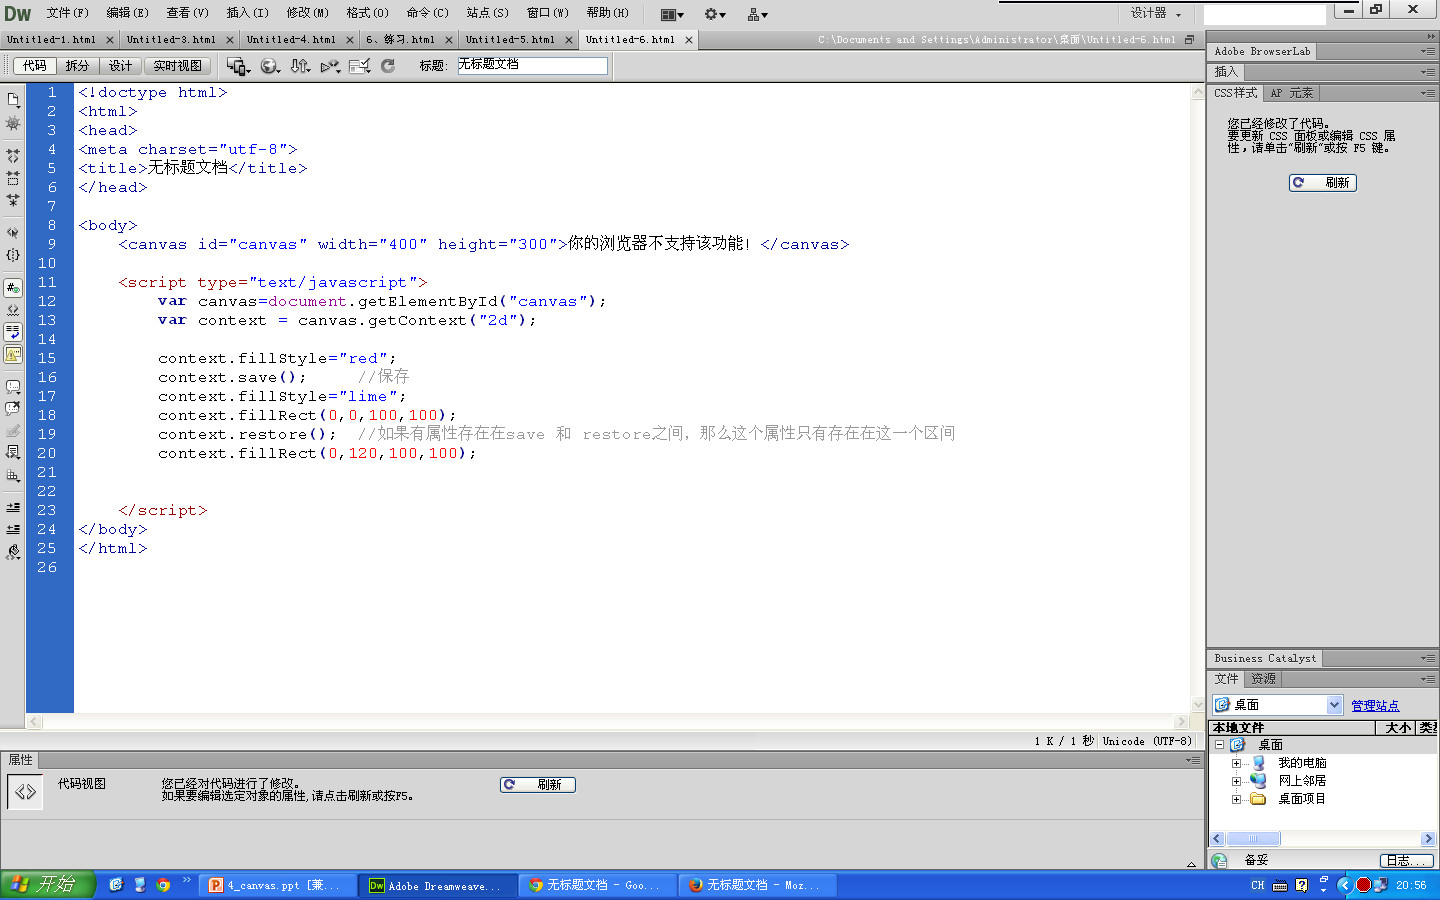 Dw 文件(F) 编辑(E) 查看(V) 插入(I) 修改(M) 格式(O) 命令(C) 站点(S) 窗口(W) 帮助(H) 设计器
Untitled-1.html Untitled-3.html Untitled-4.html 6、练习.html Untitled-5.html Untitled-6.html C:\Documents and Settings\Administrator\桌面\Untitled-6.html
代码 拆分 设计 实时视图 标题: 无标题文档
1 <!doctype html>
2 <html>
3 <head>
4 <meta charset="utf-8">
5 <title>无标题文档</title>
6 </head>
7
8 <body>
9 <canvas id="canvas" width="400" height="300">你的浏览器不支持该功能! </canvas>
10
11 <script type="text/javascript">
12 var canvas=document.getElementById("canvas");
13 var context = canvas.getContext("2d");
14
15 context.fillStyle="red";
16 context.save(); //保存
17 context.fillStyle="lime";
18 context.fillRect(0,0,100,100);
19 context.restore(); //如果有属性存在在save 和 restore之间，那么这个属性只有存在在这一个区间
20 context.fillRect(0,120,100,100);
21
22
23 </script>
24 </body>
25 </html>
26
1 K / 1 秒 Unicode (UTF-8)
属性
代码视图
您已经对代码进行了修改。
如果要编辑选定对象的属性,请点击刷新或按F5。
刷新
Adobe BrowserLab
插入
CSS样式 AP 元素
您已经修改了代码。
要更新 CSS 面板或编辑 CSS 属
性，请单击“刷新”或按 F5 键。
刷新
Business Catalyst
文件 资源
桌面 管理站点
本地文件 大小 类型
桌面
我的电脑
网上邻居
桌面项目
备妥 日志...
开始 4_canvas.ppt [兼... Adobe Dreamweave... 无标题文档 - Goo... 无标题文档 - Moz... CH 20:56